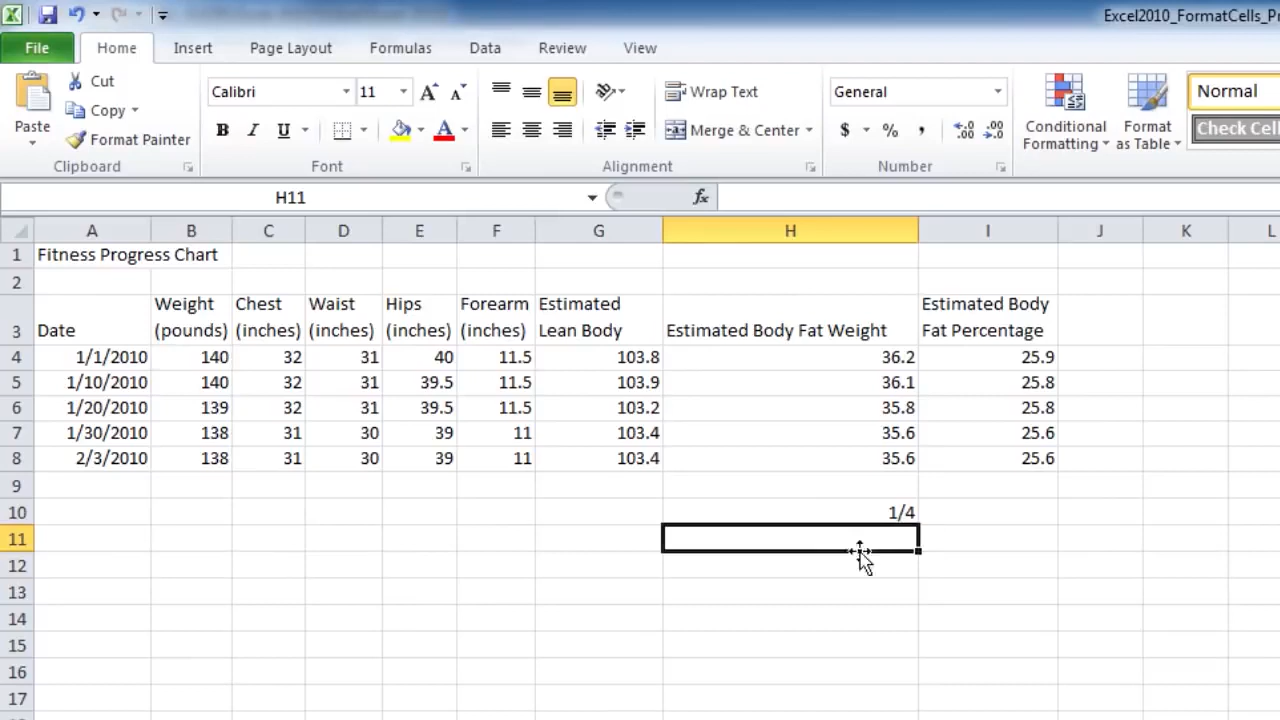 Excel2010_FormatCells_Pr
File Home Insert Page Layout Formulas Data Review View
Paste Cut Copy Format Painter Clipboard
Calibri 11 A A B I U A Font
Wrap Text Merge & Center Alignment
General $ % , .0 .00 .00 .0 Number
Conditional Formatting Format as Table
Normal
Check Cell
H11 fx
A B C D E F G H I J K L
1 Fitness Progress Chart
2
Weight Chest Waist Hips Forearm Estimated Estimated Body
3 Date (pounds) (inches) (inches) (inches) (inches) Lean Body Estimated Body Fat Weight Fat Percentage
4 1/1/2010 140 32 31 40 11.5 103.8 36.2 25.9
5 1/10/2010 140 32 31 39.5 11.5 103.9 36.1 25.8
6 1/20/2010 139 32 31 39.5 11.5 103.2 35.8 25.8
7 1/30/2010 138 31 30 39 11 103.4 35.6 25.6
8 2/3/2010 138 31 30 39 11 103.4 35.6 25.6
9
10 1/4
11
12
13
14
15
16
17